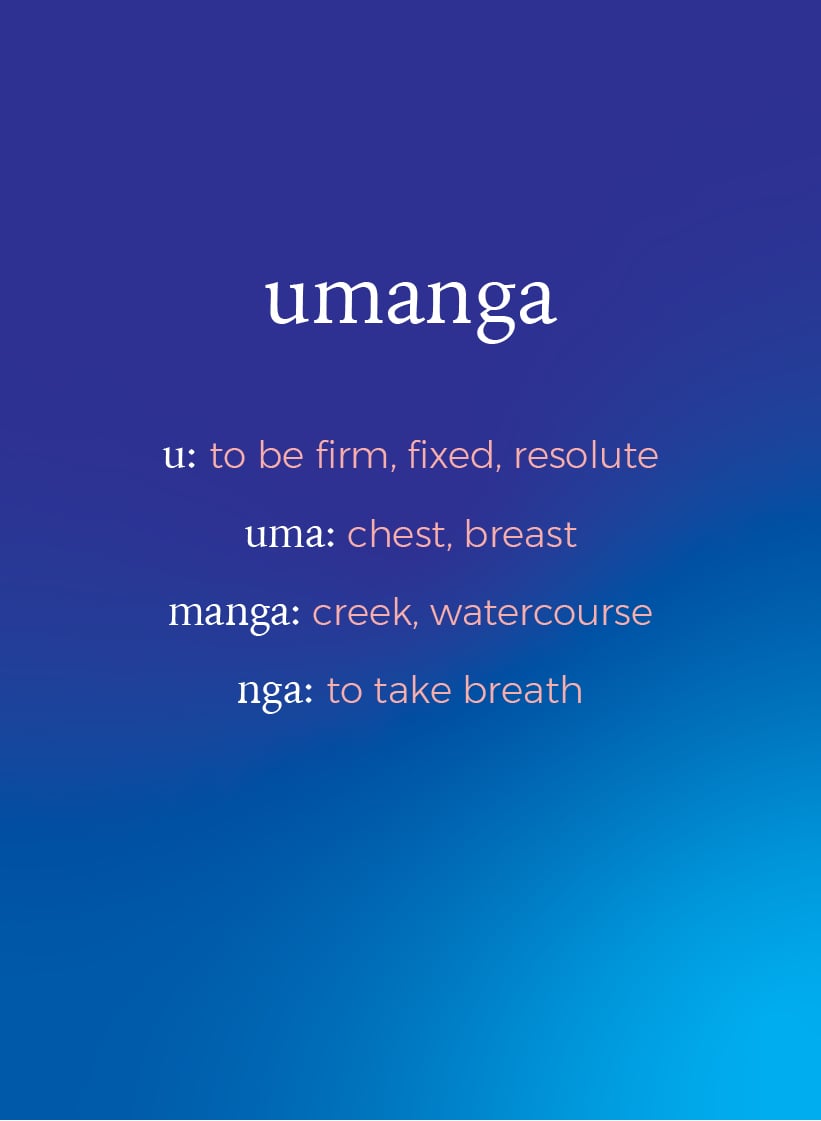 umanga
u: to be firm, fixed, resolute
uma: chest, breast
manga: creek, watercourse
nga: to take breath